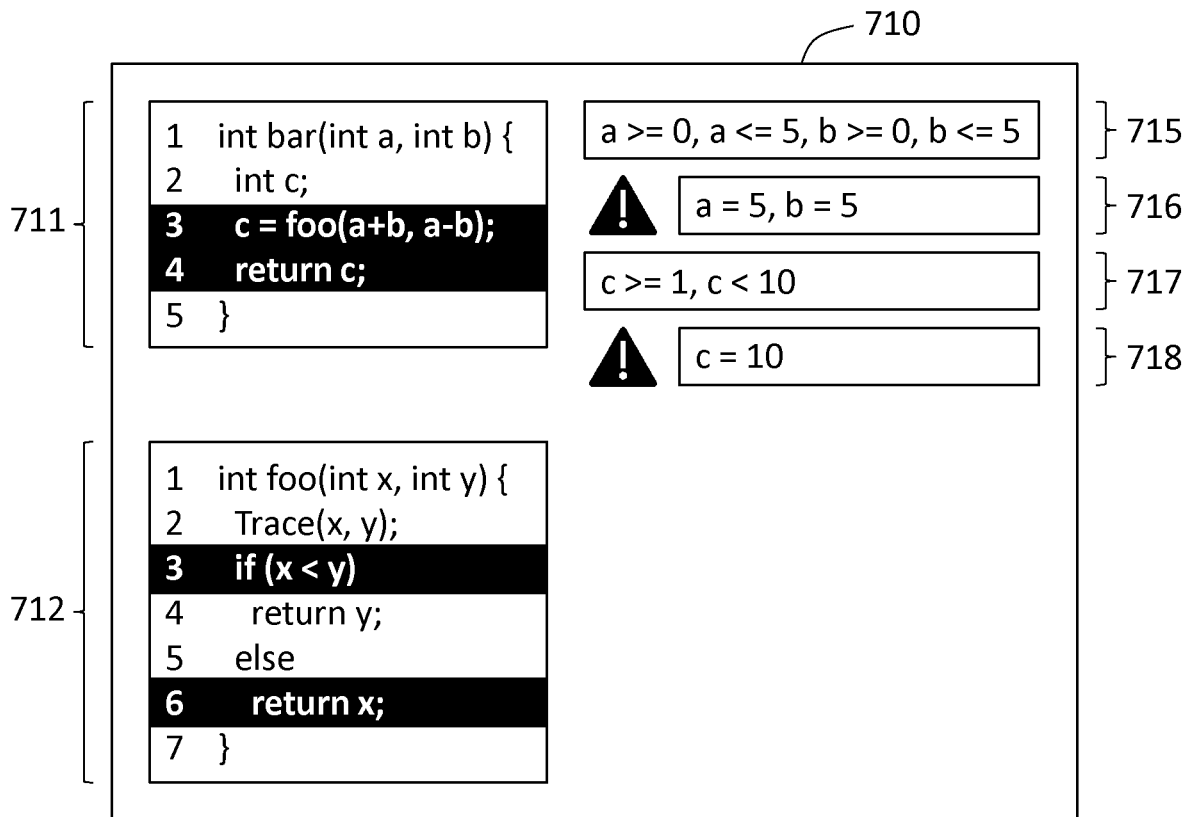 710
711
1 int bar(int a, int b) {
2 int c;
3 c = foo(a+b, a-b);
4 return c;
5 }
a >= 0, a <= 5, b >= 0, b <= 5
715
a = 5, b = 5
716
c >= 1, c < 10
717
c = 10
718
712
1 int foo(int x, int y) {
2 Trace(x, y);
3 if (x < y)
4 return y;
5 else
6 return x;
7 }